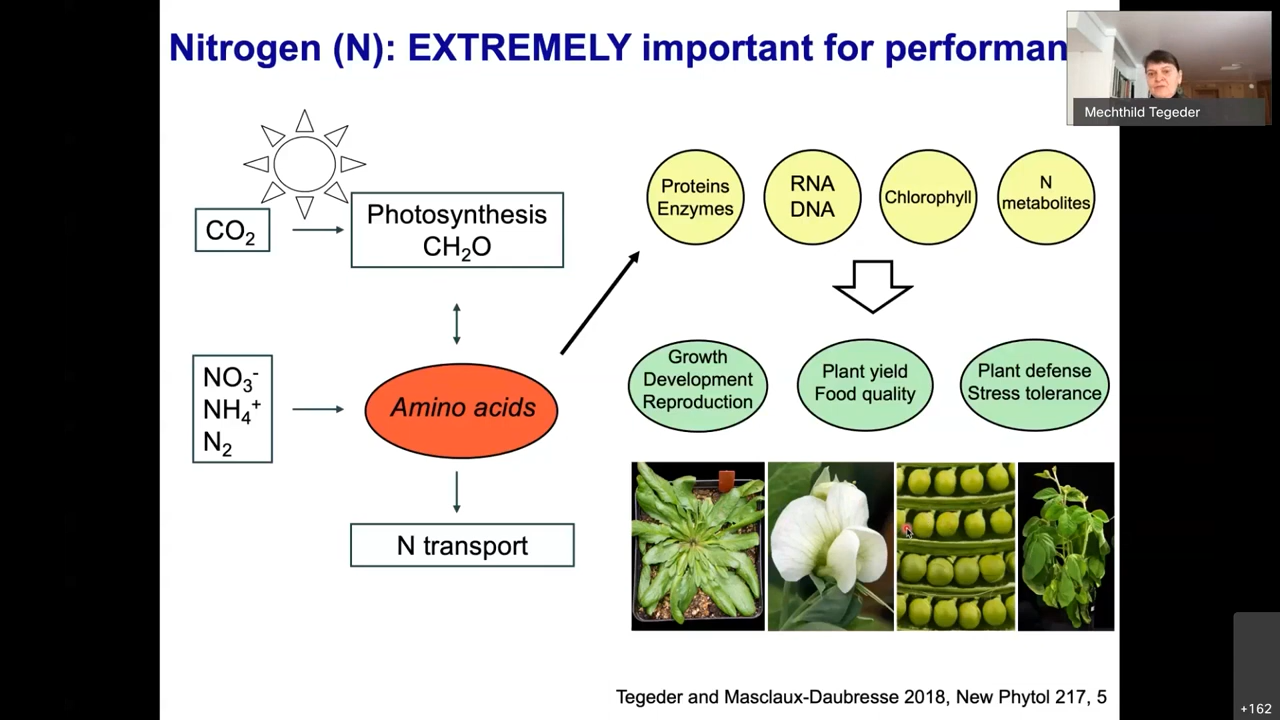 Nitrogen (N): EXTREMELY important for performan
Mechthild Tegeder
CO₂
Photosynthesis
CH₂O
NO₃⁻
NH₄⁺
N₂
Amino acids
N transport
Proteins
Enzymes
RNA
DNA
Chlorophyll
N
metabolites
Growth
Development
Reproduction
Plant yield
Food quality
Plant defense
Stress tolerance
Tegeder and Masclaux-Daubresse 2018, New Phytol 217, 5
+162